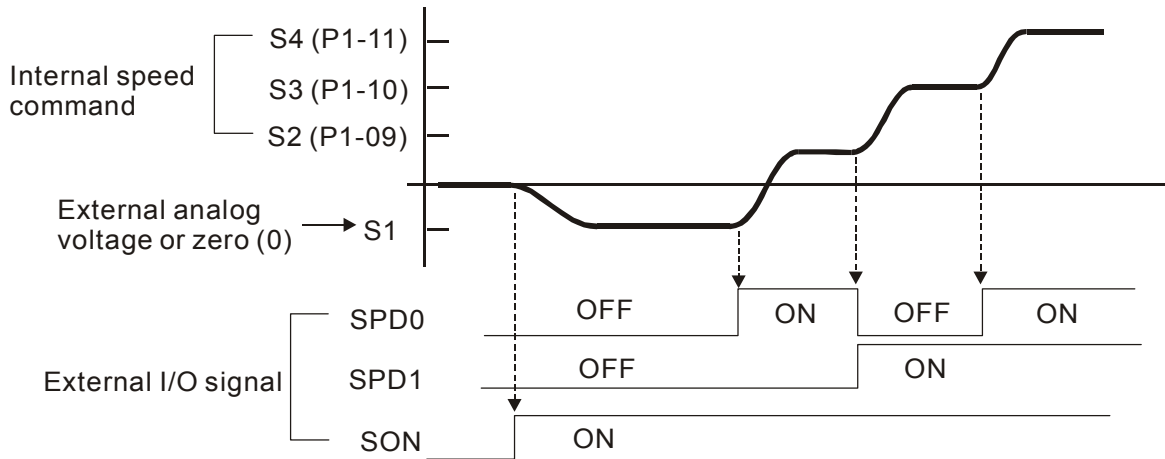 S4 (P1-11)
Internal speed
command
S3 (P1-10)
S2 (P1-09)
External analog
voltage or zero (0)
S1
SPD0
OFF
ON
OFF
ON
External I/O signal
SPD1
OFF
ON
SON
ON